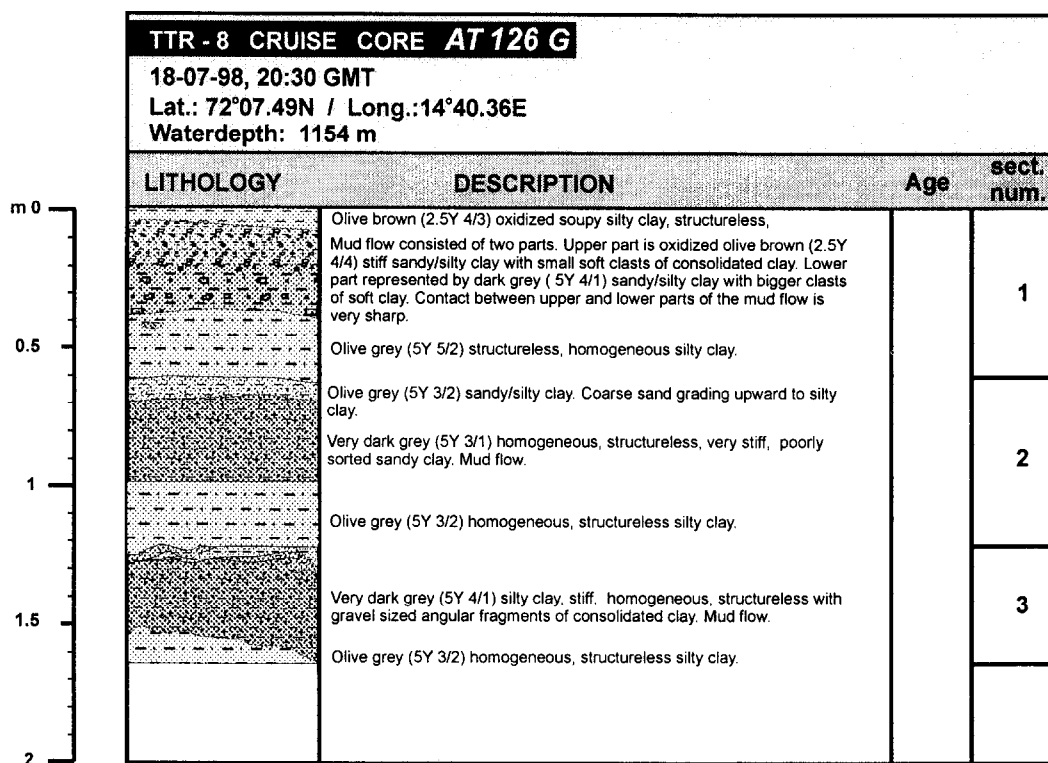 TTR - 8 CRUISE CORE AT 126 G
18-07-98, 20:30 GMT
Lat.: 72°07.49N / Long.:14°40.36E
Waterdepth: 1154 m
LITHOLOGY DESCRIPTION Age sect. num.
m 0
Olive brown (2.5Y 4/3) oxidized soupy silty clay, structureless,
Mud flow consisted of two parts. Upper part is oxidized olive brown (2.5Y
4/4) stiff sandy/silty clay with small soft clasts of consolidated clay. Lower
part represented by dark grey ( 5Y 4/1) sandy/silty clay with bigger clasts
of soft clay. Contact between upper and lower parts of the mud flow is
very sharp.
1
0.5
Olive grey (5Y 5/2) structureless, homogeneous silty clay.
Olive grey (5Y 3/2) sandy/silty clay. Coarse sand grading upward to silty
clay.
Very dark grey (5Y 3/1) homogeneous, structureless, very stiff, poorly
sorted sandy clay. Mud flow.
2
1
Olive grey (5Y 3/2) homogeneous, structureless silty clay.
Very dark grey (5Y 4/1) silty clay, stiff, homogeneous, structureless with
gravel sized angular fragments of consolidated clay. Mud flow.
3
1.5
Olive grey (5Y 3/2) homogeneous, structureless silty clay.
2